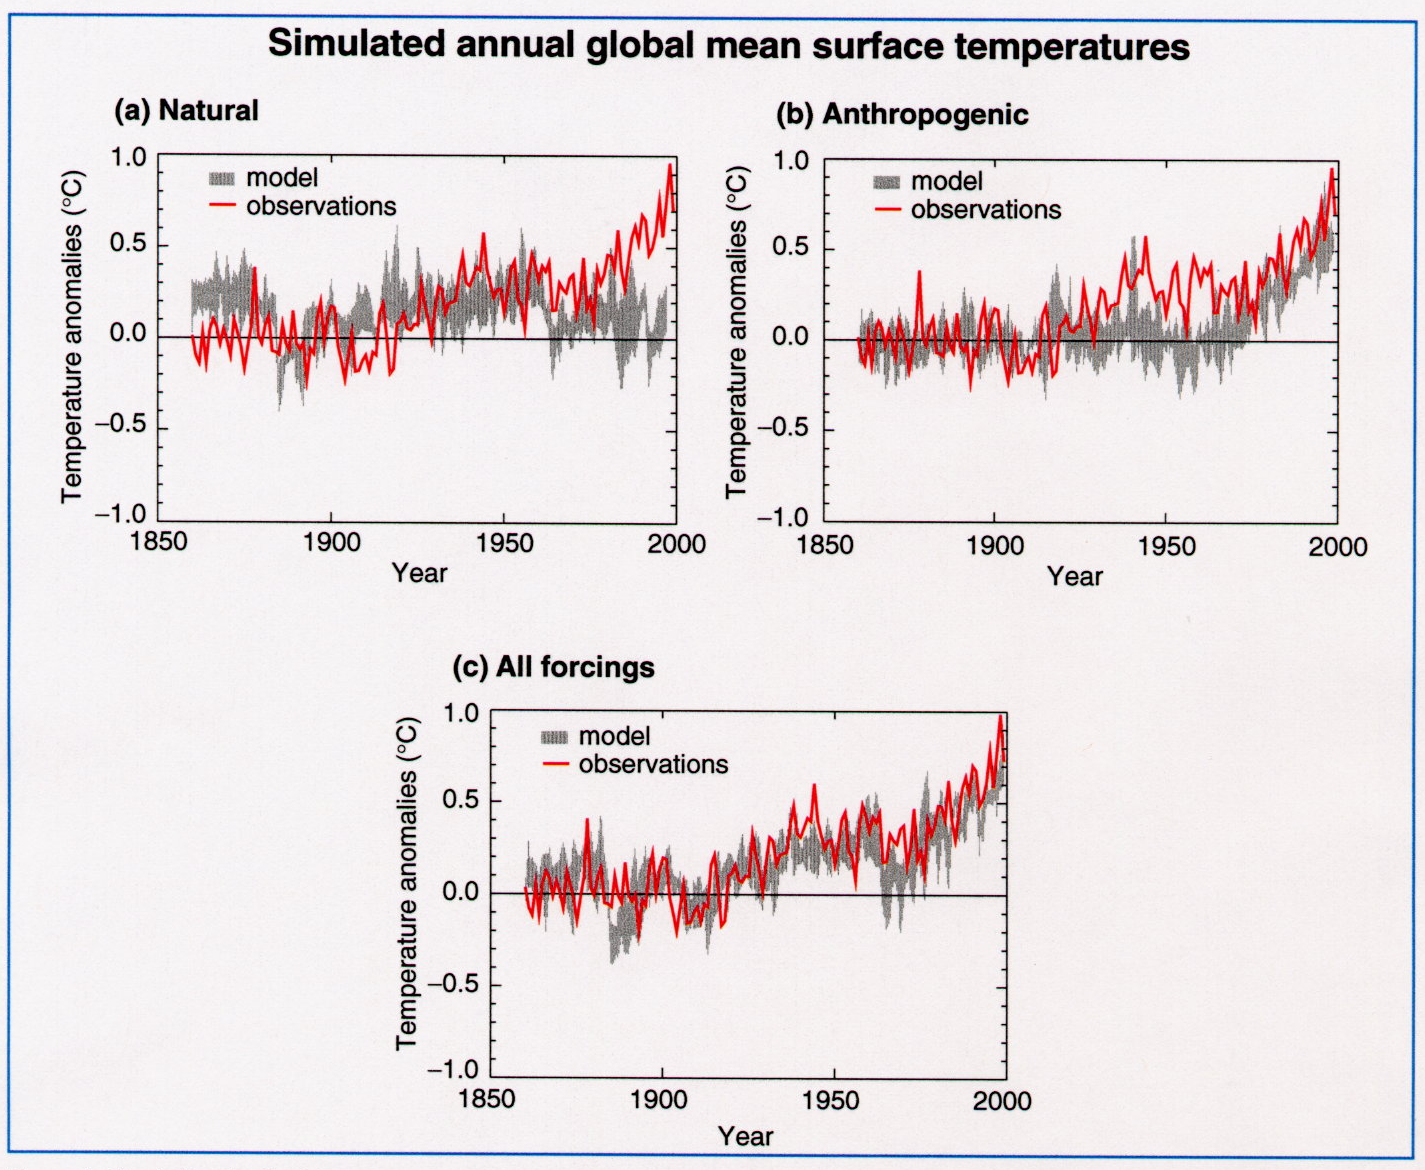 Simulated annual global mean surface temperatures
(a) Natural
Temperature anomalies (°C)
1.0
0.5
0.0
−0.5
−1.0
model
observations
1850 1900 1950 2000
Year
(b) Anthropogenic
Temperature anomalies (°C)
1.0
0.5
0.0
−0.5
−1.0
model
observations
1850 1900 1950 2000
Year
(c) All forcings
Temperature anomalies (°C)
1.0
0.5
0.0
−0.5
−1.0
model
observations
1850 1900 1950 2000
Year